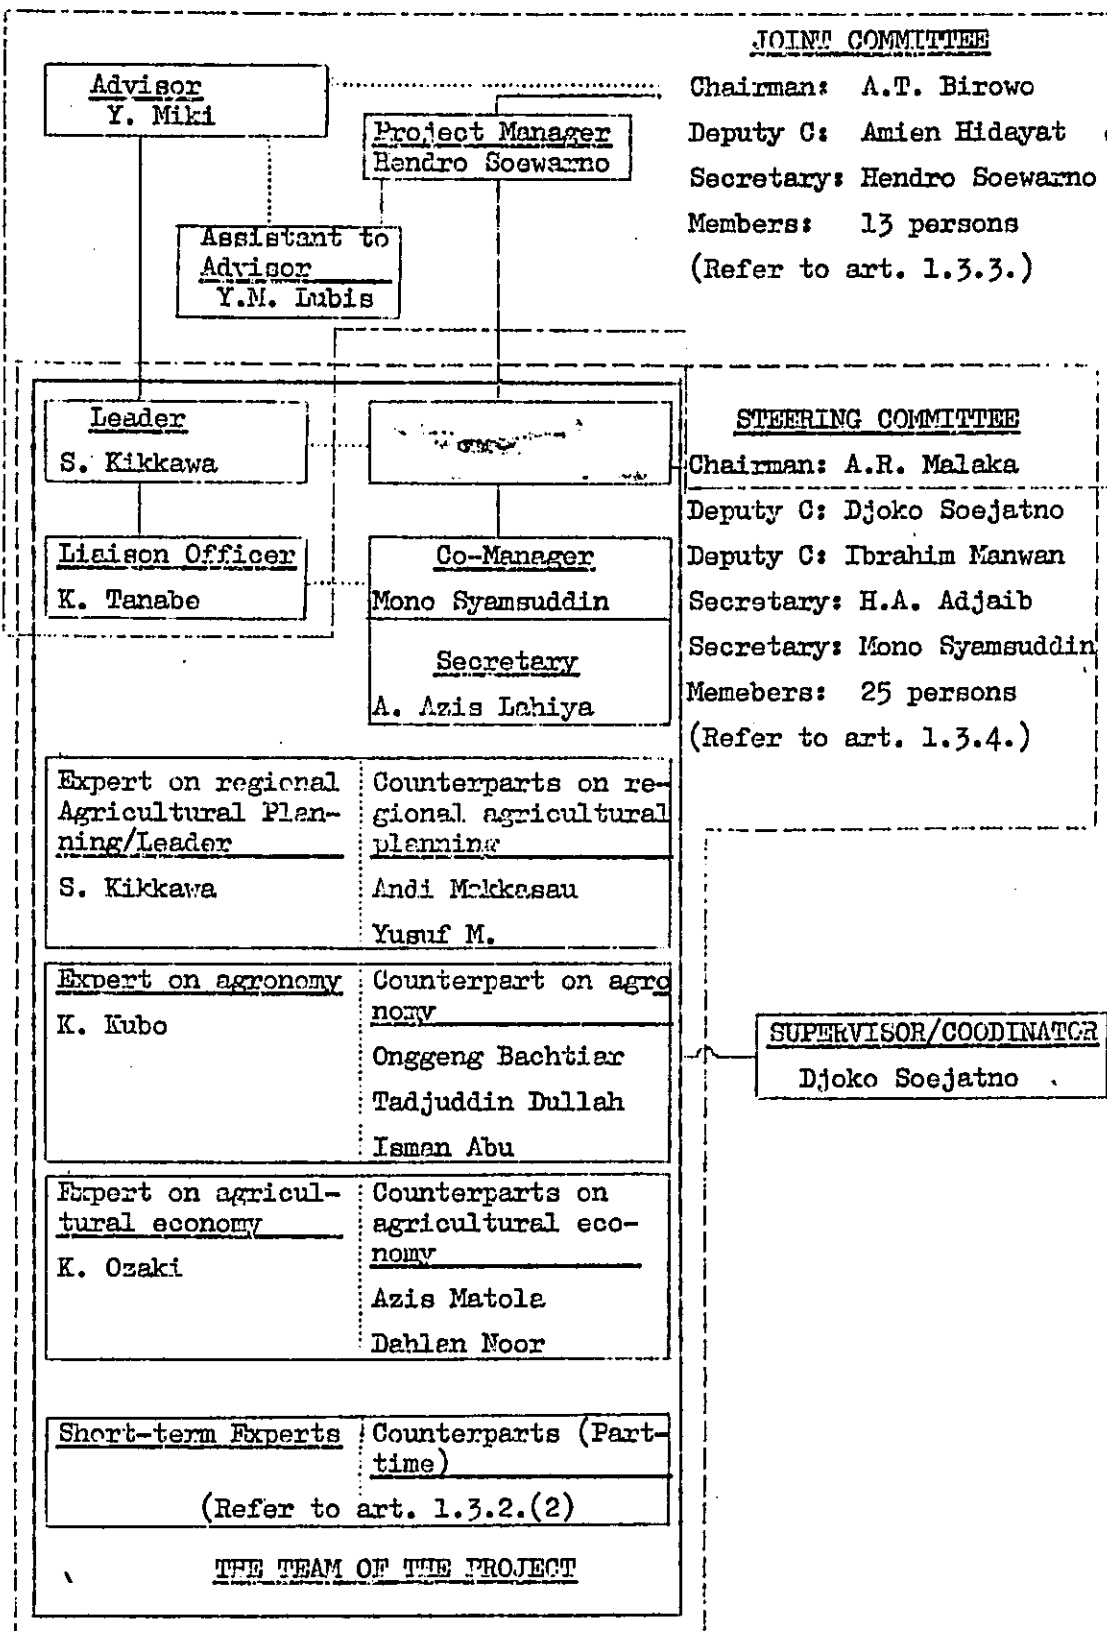 JOINT COMMITTEE
Chairman: A.T. Birowo
Deputy C: Amien Hidayat
Secretary: Hendro Soewarno
Members: 13 persons
(Refer to art. 1.3.3.)
Advisor
Y. Miki
Project Manager
Hendro Soewarno
Assistant to
Advisor
Y.M. Lubis
Leader
S. Kikkawa
Liaison Officer
K. Tanabe
Co-Manager
Mono Syamsuddin
Secretary
A. Azis Lahiya
STEERING COMMITTEE
Chairman: A.R. Malaka
Deputy C: Djoko Soejatno
Deputy C: Ibrahim Manwan
Secretary: H.A. Adjaib
Secretary: Mono Syamsuddin
Memebers: 25 persons
(Refer to art. 1.3.4.)
Expert on regional
Agricultural Plan-
ning/Leader
S. Kikkawa
Counterparts on re-
gional agricultural
planning
Andi Makkasau
Yusuf M.
Expert on agronomy
K. Kubo
Counterpart on agro
nomy
Onggeng Bachtiar
Tadjuddin Dullah
Isman Abu
SUPERVISOR/COODINATOR
Djoko Soejatno
Expert on agricul-
tural economy
K. Ozaki
Counterparts on
agricultural eco-
nomy
Azis Matola
Dahlan Noor
Short-term Experts
Counterparts (Part-
time)
(Refer to art. 1.3.2.(2)
THE TEAM OF THE PROJECT